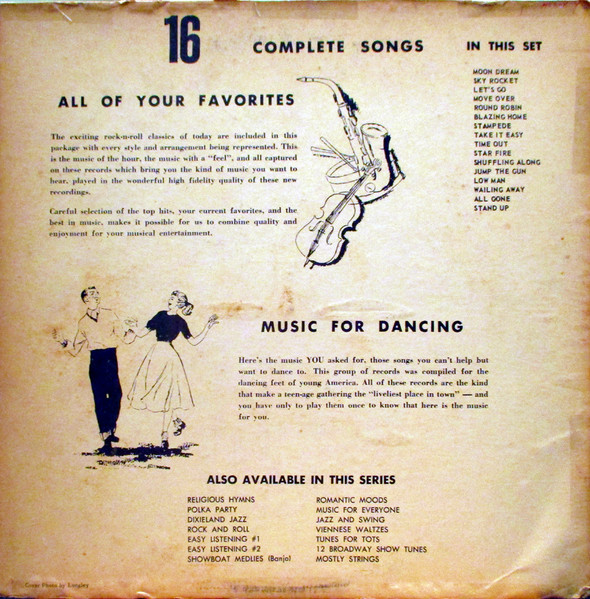 16 COMPLETE SONGS IN THIS SET
MOON DREAM
SKY ROCKET
LET'S GO
MOVE OVER
ROUND ROBIN
BLAZING HOME
STAMPEDE
TAKE IT EASY
TIME OUT
STAR FIRE
SHUFFLING ALONG
JUMP THE GUN
LOW MAN
WAILING AWAY
ALL GONE
STAND UP
ALL OF YOUR FAVORITES
The exciting rock-n-roll classics of today are included in this
package with every style and arrangement being represented. This
is the music of the hour, the music with a "feel", and all captured
on these records which bring you the kind of music you want to
hear, played in the wonderful high fidelity quality of these new
recordings.
Careful selection of the top hits, your current favorites, and the
best in music, makes it possible for us to combine quality and
enjoyment for your musical entertainment.
MUSIC FOR DANCING
Here's the music YOU asked for, those songs you can't help but
want to dance to. This group of records was compiled for the
dancing feet of young America. All of these records are the kind
that make a teen-age gathering the "liveliest place in town" — and
you have only to play them once to know that here is the music
for you.
ALSO AVAILABLE IN THIS SERIES
RELIGIOUS HYMNS
POLKA PARTY
DIXIELAND JAZZ
ROCK AND ROLL
EASY LISTENING #1
EASY LISTENING #2
SHOWBOAT MEDLIES (Banjo)
ROMANTIC MOODS
MUSIC FOR EVERYONE
JAZZ AND SWING
VIENNESE WALTZES
TUNES FOR TOTS
12 BROADWAY SHOW TUNES
MOSTLY STRINGS
Cover Photo by Langley